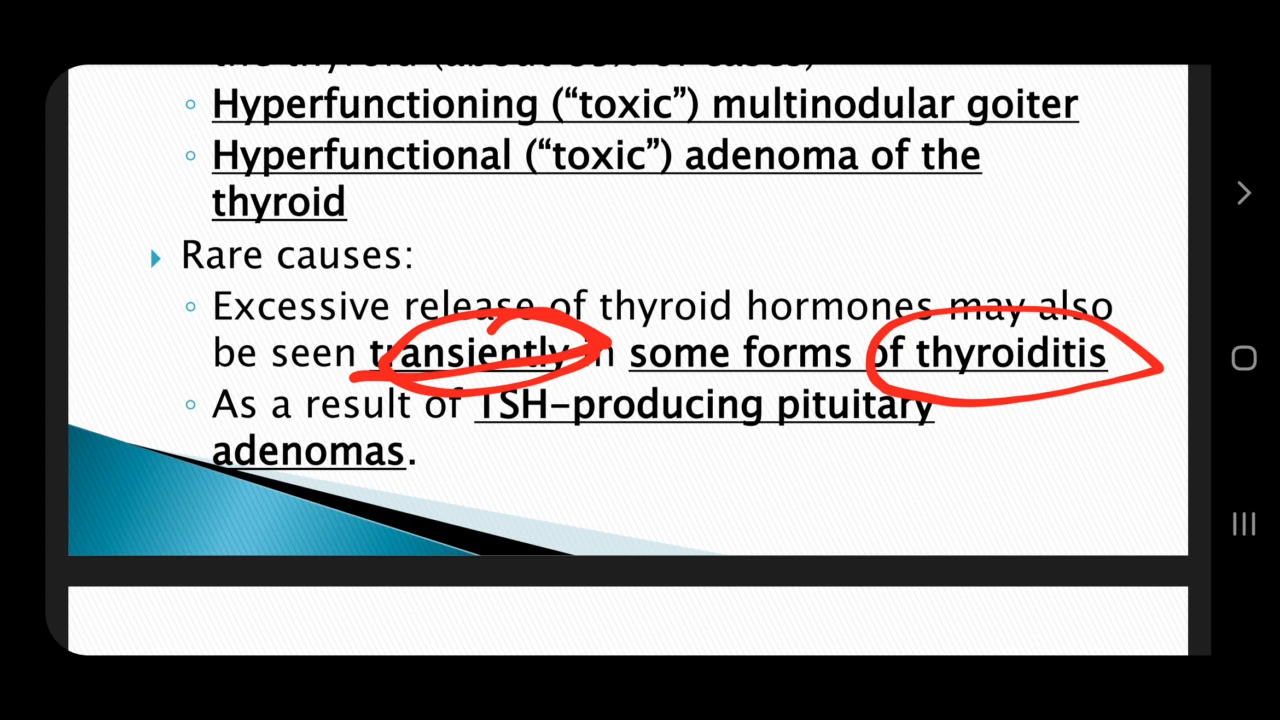 ◦ Hyperfunctioning (“toxic”) multinodular goiter
◦ Hyperfunctional (“toxic”) adenoma of the
thyroid
Rare causes:
◦ Excessive release of thyroid hormones may also
be seen transiently in some forms of thyroiditis
◦ As a result of TSH-producing pituitary
adenomas.